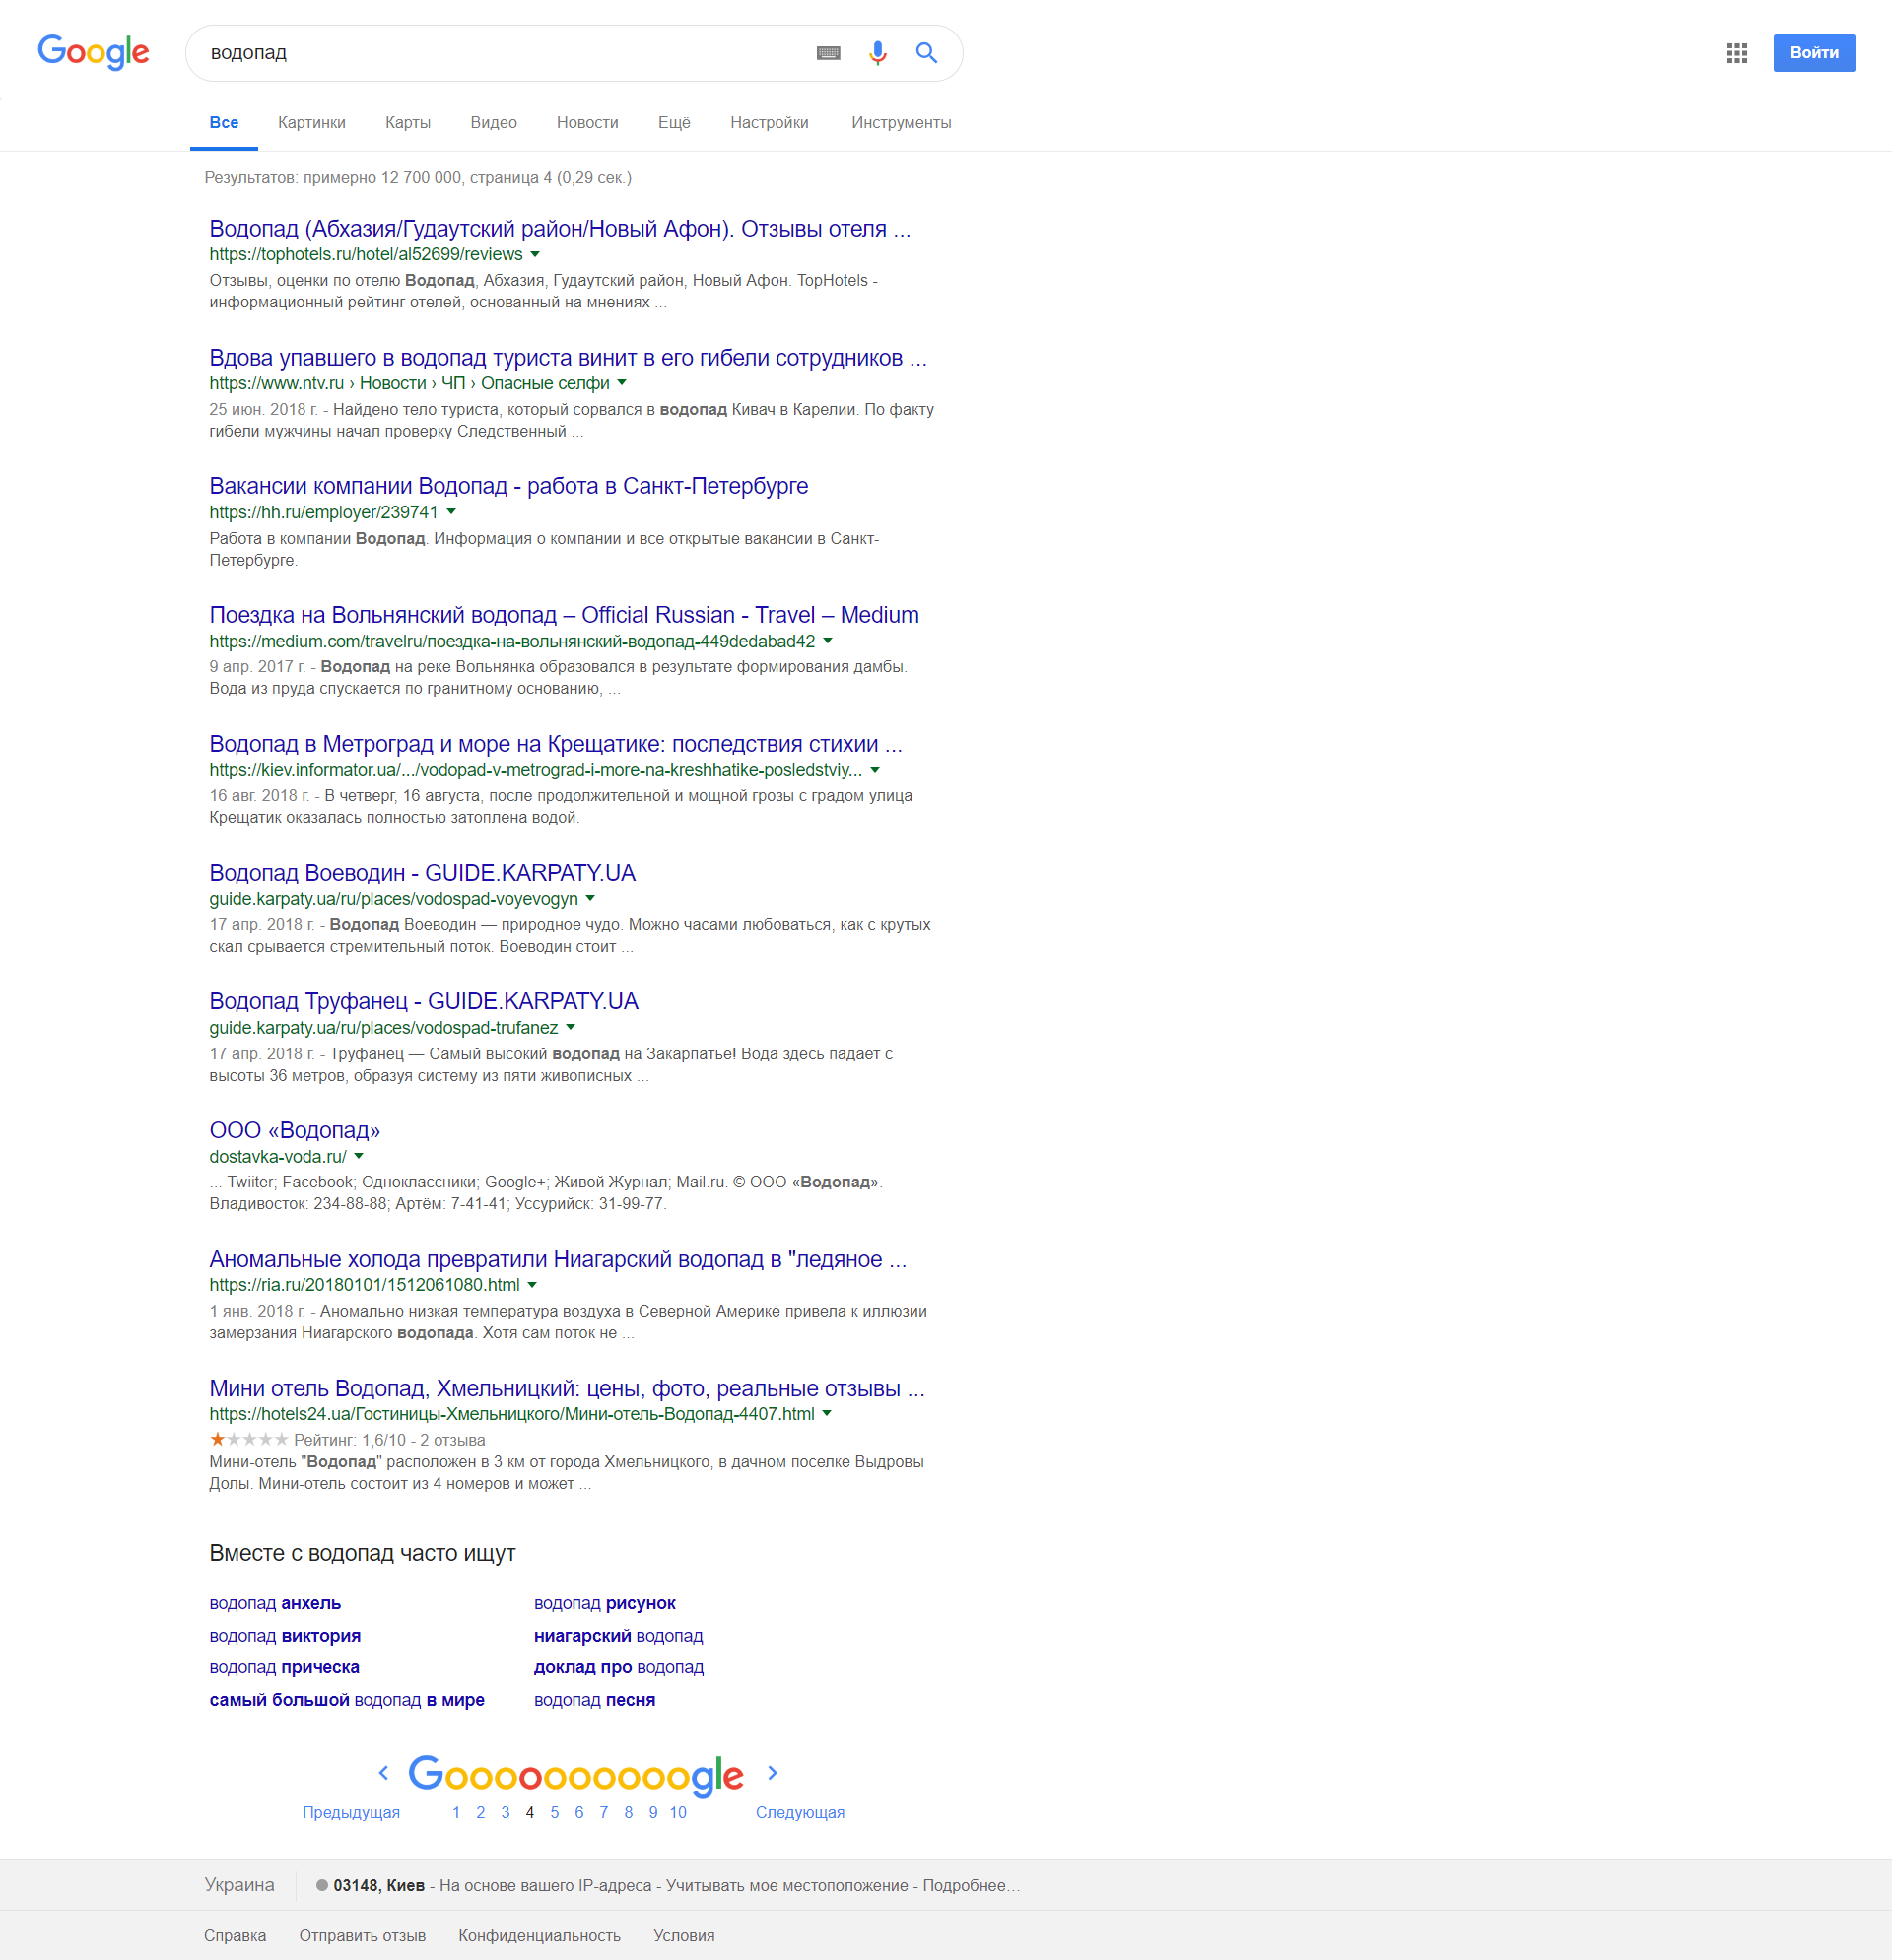 Google
водопад
Войти
Все Картинки Карты Видео Новости Ещё Настройки Инструменты
Результатов: примерно 12 700 000, страница 4 (0,29 сек.)
Водопад (Абхазия/Гудаутский район/Новый Афон). Отзывы отеля ...
https://tophotels.ru/hotel/al52699/reviews
Отзывы, оценки по отелю Водопад, Абхазия, Гудаутский район, Новый Афон. TopHotels -
информационный рейтинг отелей, основанный на мнениях ...
Вдова упавшего в водопад туриста винит в его гибели сотрудников ...
https://www.ntv.ru › Новости › ЧП › Опасные селфи
25 июн. 2018 г. - Найдено тело туриста, который сорвался в водопад Кивач в Карелии. По факту
гибели мужчины начал проверку Следственный ...
Вакансии компании Водопад - работа в Санкт-Петербурге
https://hh.ru/employer/239741
Работа в компании Водопад. Информация о компании и все открытые вакансии в Санкт-
Петербурге.
Поездка на Вольнянский водопад – Official Russian - Travel – Medium
https://medium.com/travelru/поездка-на-вольнянский-водопад-449dedabad42
9 апр. 2017 г. - Водопад на реке Вольнянка образовался в результате формирования дамбы.
Вода из пруда спускается по гранитному основанию, ...
Водопад в Метроград и море на Крещатике: последствия стихии ...
https://kiev.informator.ua/.../vodopad-v-metrograd-i-more-na-kreshhatike-posledstviy...
16 авг. 2018 г. - В четверг, 16 августа, после продолжительной и мощной грозы с градом улица
Крещатик оказалась полностью затоплена водой.
Водопад Воеводин - GUIDE.KARPATY.UA
guide.karpaty.ua/ru/places/vodospad-voyevogyn
17 апр. 2018 г. - Водопад Воеводин — природное чудо. Можно часами любоваться, как с крутых
скал срывается стремительный поток. Воеводин стоит ...
Водопад Труфанец - GUIDE.KARPATY.UA
guide.karpaty.ua/ru/places/vodospad-trufanez
17 апр. 2018 г. - Труфанец — Самый высокий водопад на Закарпатье! Вода здесь падает с
высоты 36 метров, образуя систему из пяти живописных ...
ООО «Водопад»
dostavka-voda.ru/
... Twiiter; Facebook; Одноклассники; Google+; Живой Журнал; Mail.ru. © ООО «Водопад».
Владивосток: 234-88-88; Артём: 7-41-41; Уссурийск: 31-99-77.
Аномальные холода превратили Ниагарский водопад в "ледяное ...
https://ria.ru/20180101/1512061080.html
1 янв. 2018 г. - Аномально низкая температура воздуха в Северной Америке привела к иллюзии
замерзания Ниагарского водопада. Хотя сам поток не ...
Мини отель Водопад, Хмельницкий: цены, фото, реальные отзывы ...
https://hotels24.ua/Гостиницы-Хмельницкого/Мини-отель-Водопад-4407.html
Рейтинг: 1,6/10 - 2 отзыва
Мини-отель "Водопад" расположен в 3 км от города Хмельницкого, в дачном поселке Выдровы
Долы. Мини-отель состоит из 4 номеров и может ...
Вместе с водопад часто ищут
водопад анхель водопад рисунок
водопад виктория ниагарский водопад
водопад прическа доклад про водопад
самый большой водопад в мире водопад песня
Goooooooooogle
Предыдущая 1 2 3 4 5 6 7 8 9 10 Следующая
Украина 03148, Киев - На основе вашего IP-адреса - Учитывать мое местоположение - Подробнее…
Справка Отправить отзыв Конфиденциальность Условия